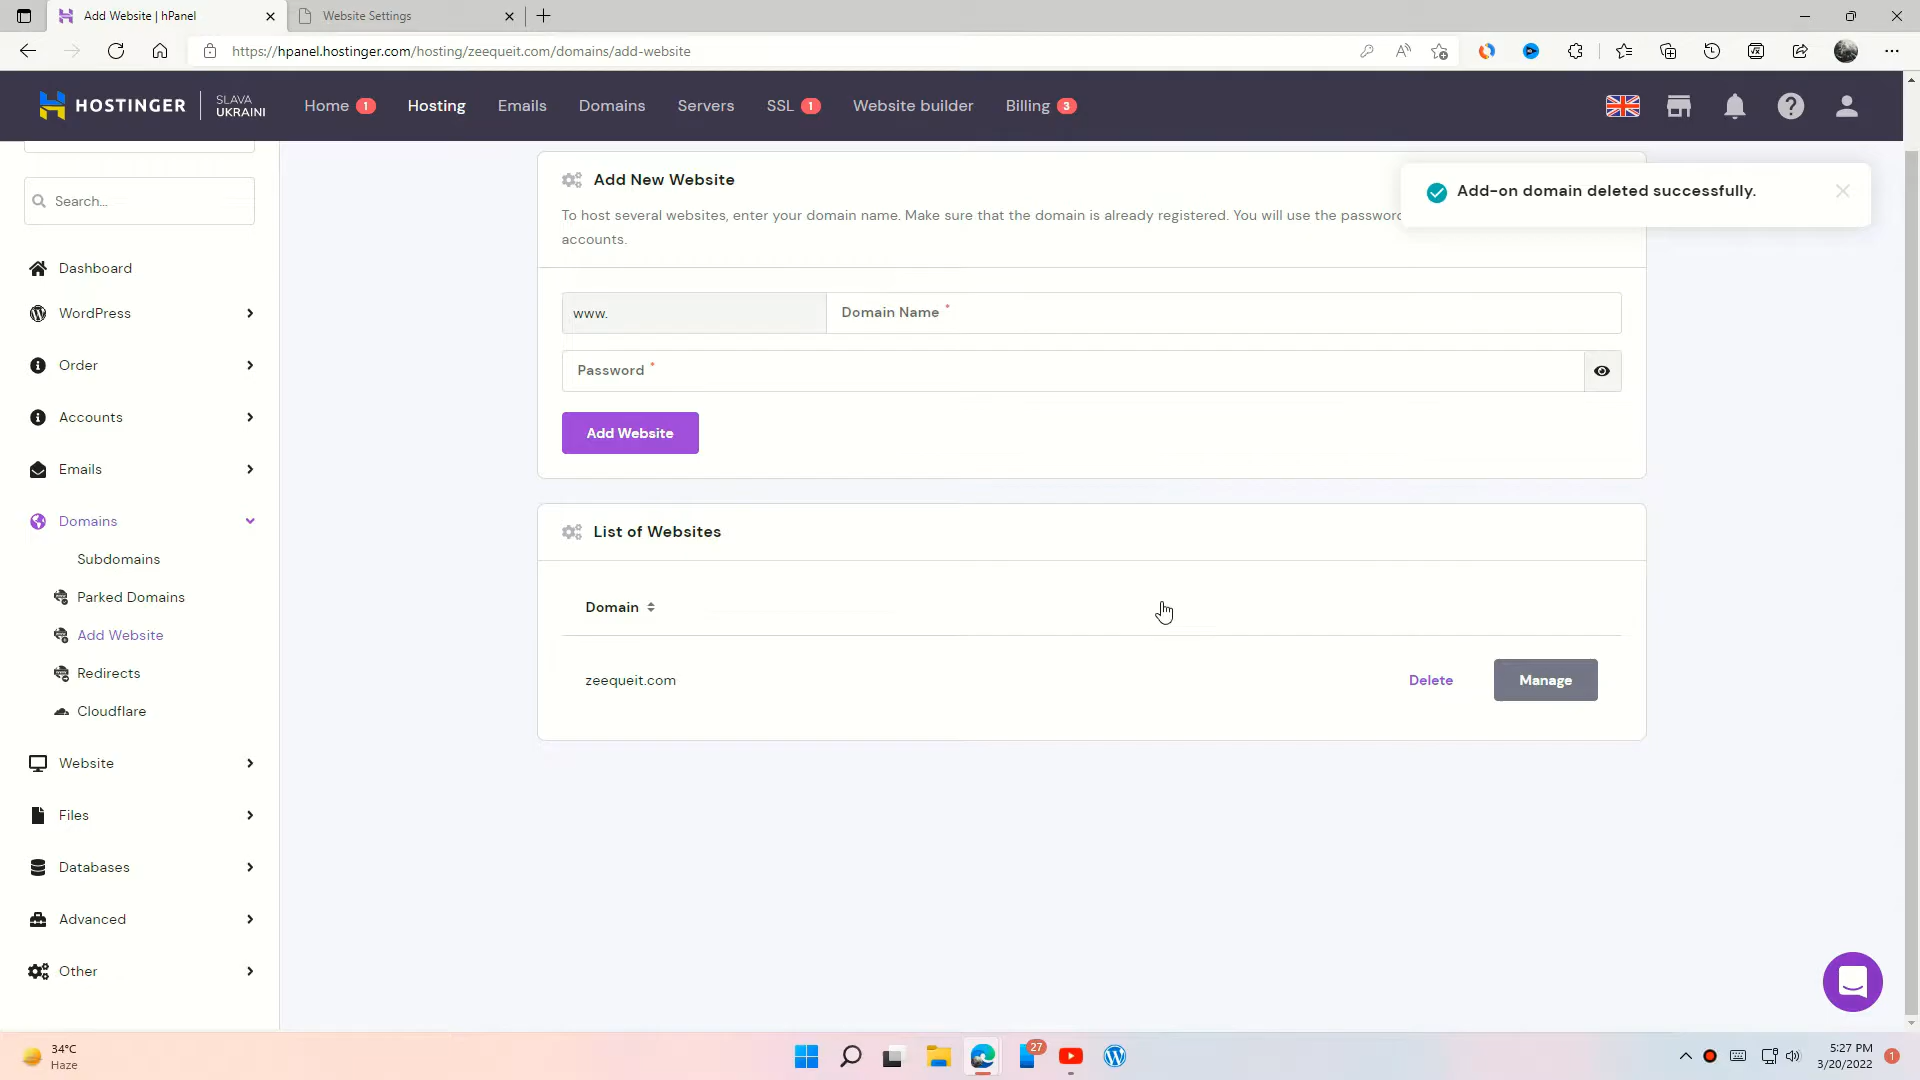 Add Website | hPanel
Website Settings
https://hpanel.hostinger.com/hosting/zeequeit.com/domains/add-website
HOSTINGER
SLAVA
UKRAINI
Home 1
Hosting
Emails
Domains
Servers
SSL 1
Website builder
Billing 3
Search...
Dashboard
WordPress
Order
Accounts
Emails
Domains
Subdomains
Parked Domains
Add Website
Redirects
Cloudflare
Website
Files
Databases
Advanced
Other
Add New Website
To host several websites, enter your domain name. Make sure that the domain is already registered. You will use the password
accounts.
Add-on domain deleted successfully.
www.
Domain Name *
Password *
Add Website
List of Websites
Domain
zeequeit.com
Delete
Manage
34°C
Haze
27
5:27 PM
3/20/2022
1